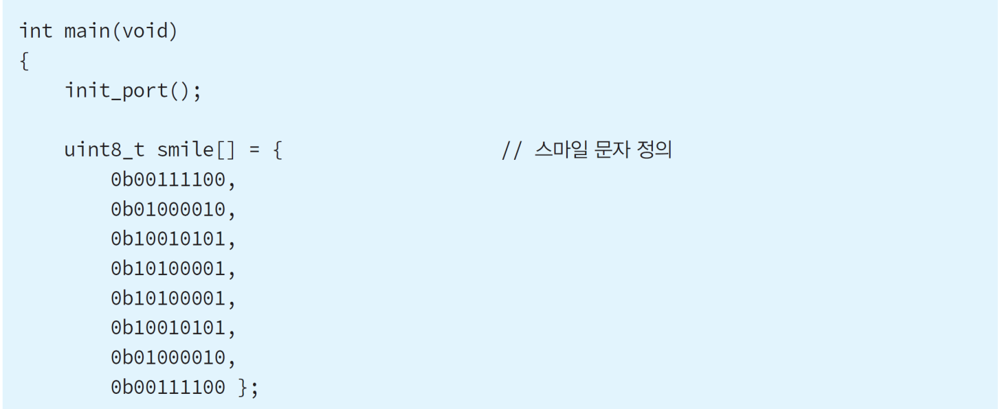 int main(void)
{
    init_port();

    uint8_t smile[] = {                   // 스마일 문자 정의
        0b00111100,
        0b01000010,
        0b10010101,
        0b10100001,
        0b10100001,
        0b10010101,
        0b01000010,
        0b00111100 };